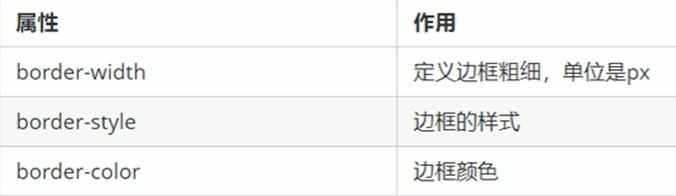 属性 作用
border-width 定义边框粗细，单位是px
border-style 边框的样式
border-color 边框颜色